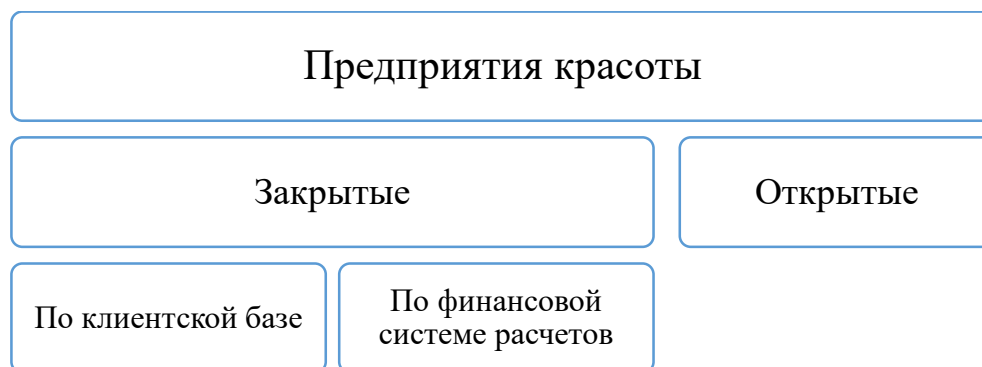 Предприятия красоты
Закрытые
Открытые
По клиентской базе
По финансовой
системе расчетов